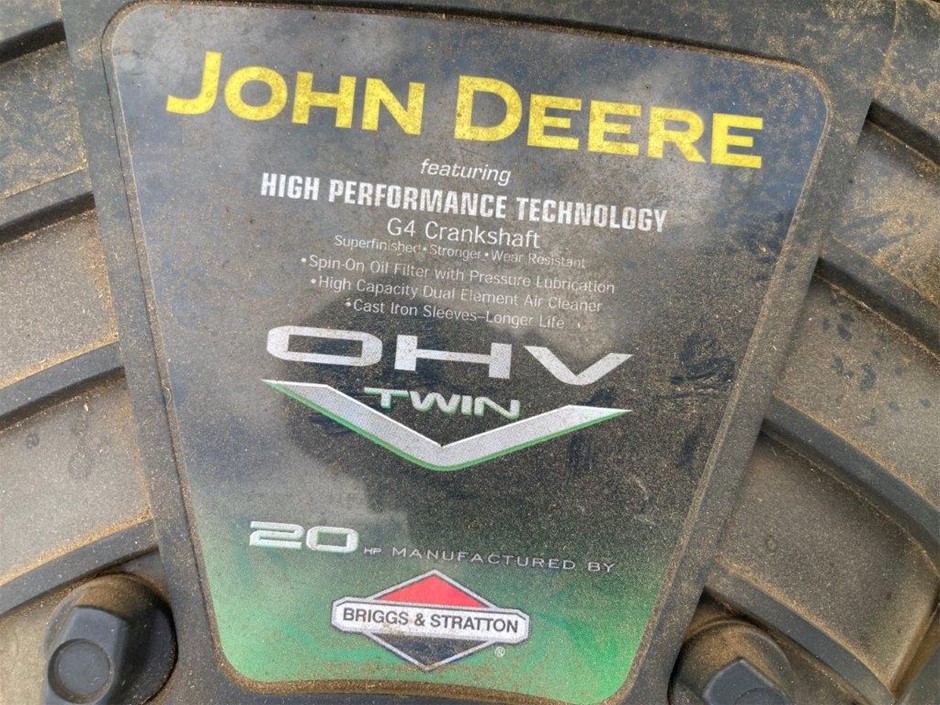 JOHN DEERE
featuring
HIGH PERFORMANCE TECHNOLOGY
G4 Crankshaft
Superfinished • Stronger • Wear Resistant
• Spin-On Oil Filter with Pressure Lubrication
• High Capacity Dual Element Air Cleaner
• Cast Iron Sleeves–Longer Life
OHV
TWIN
20 HP MANUFACTURED BY
BRIGGS & STRATTON
®